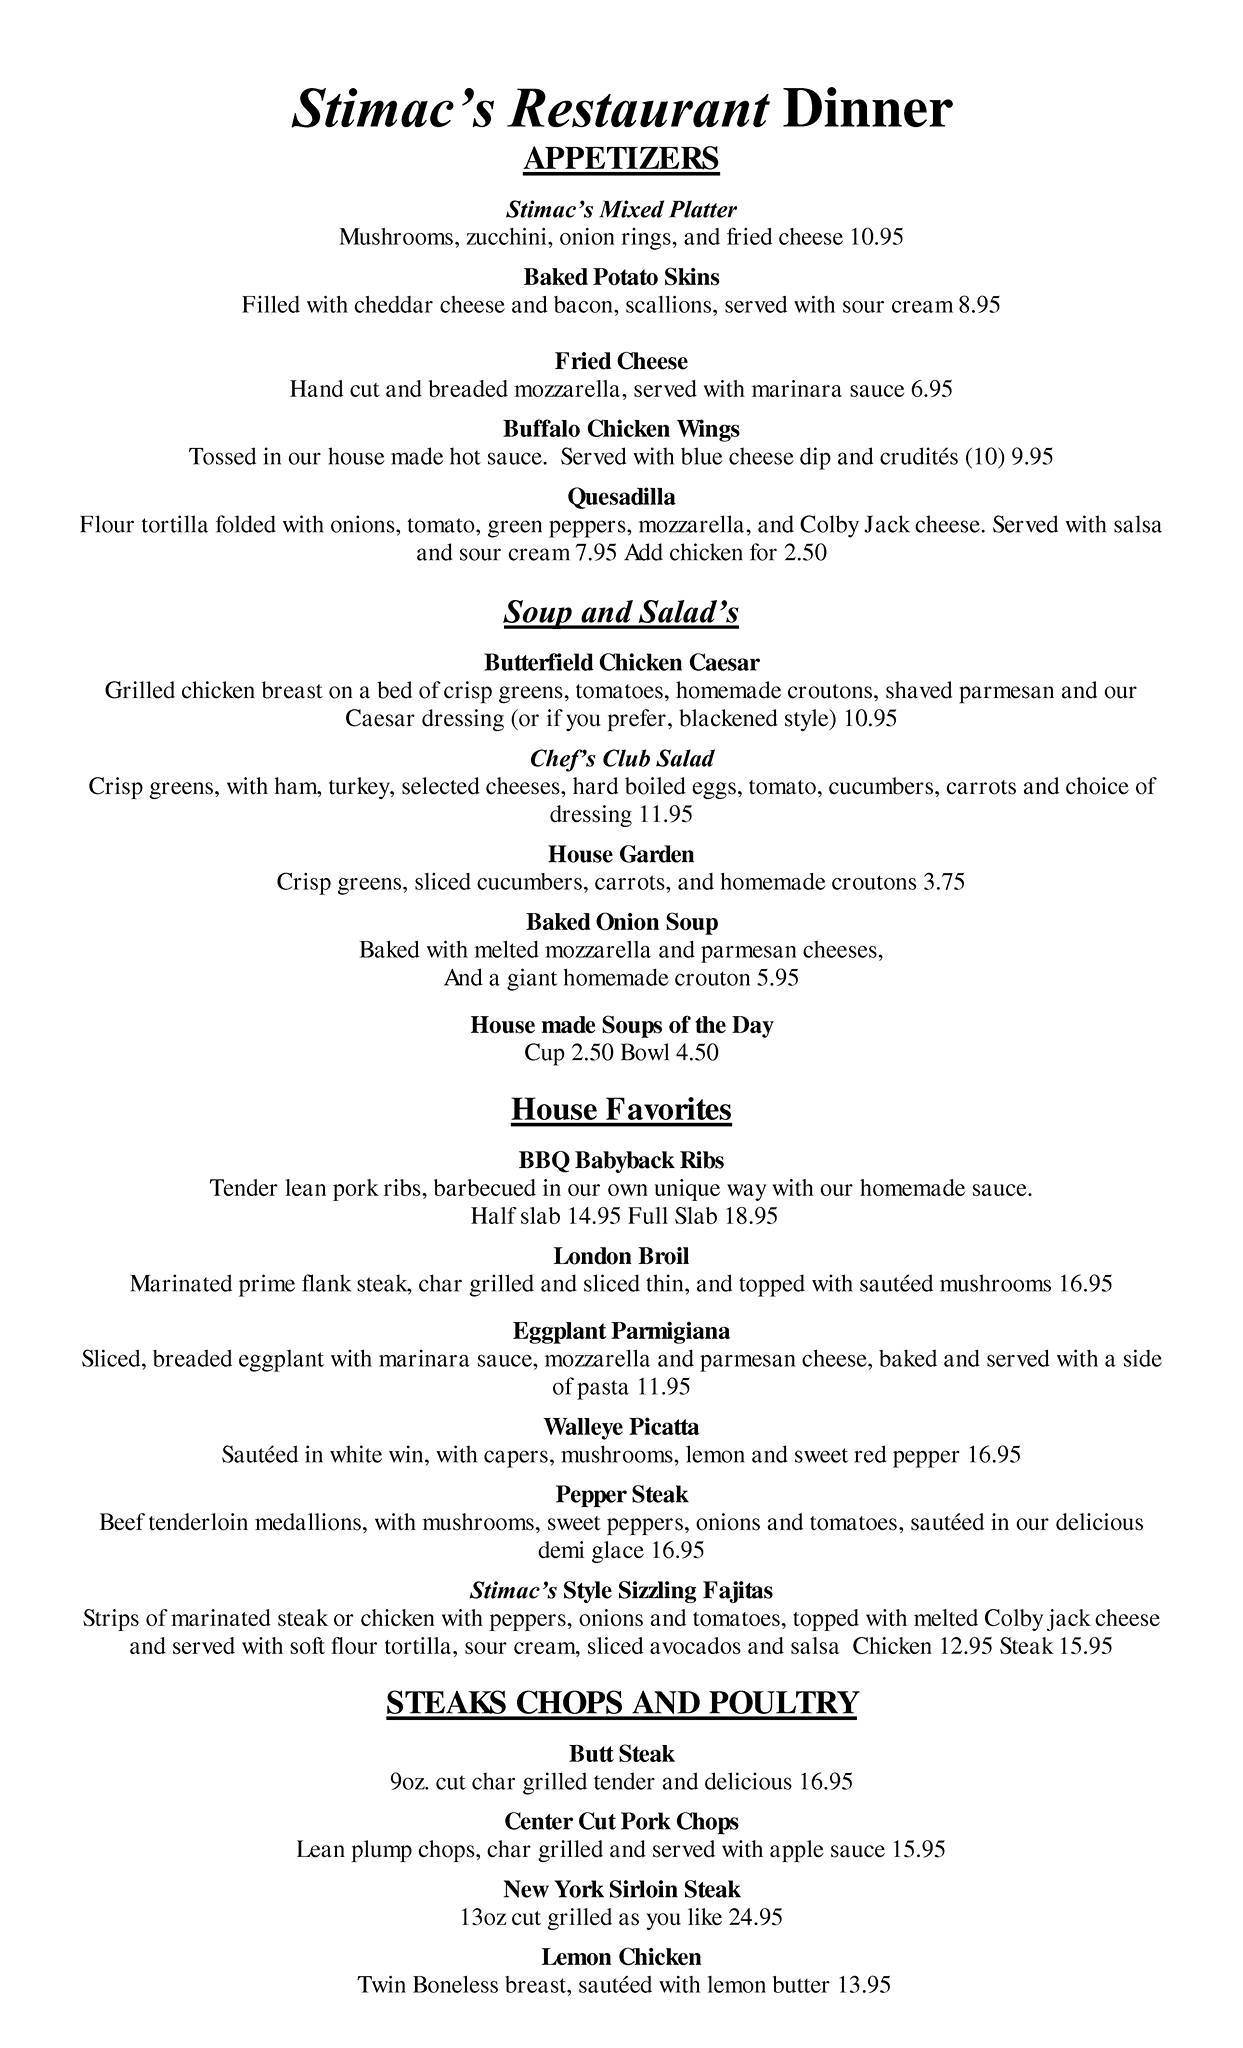 Stimac's Restaurant Dinner
APPETIZERS
Stimac's Mixed Platter
Mushrooms, zucchini, onion rings, and fried cheese 10.95
Baked Potato Skins
Filled with cheddar cheese and bacon, scallions, served with sour cream 8.95
Fried Cheese
Hand cut and breaded mozzarella, served with marinara sauce 6.95
Buffalo Chicken Wings
Tossed in our house made hot sauce.  Served with blue cheese dip and crudités (10) 9.95
Quesadilla
Flour tortilla folded with onions, tomato, green peppers, mozzarella, and Colby Jack cheese. Served with salsa
and sour cream 7.95 Add chicken for 2.50
Soup and Salad's
Butterfield Chicken Caesar
Grilled chicken breast on a bed of crisp greens, tomatoes, homemade croutons, shaved parmesan and our
Caesar dressing (or if you prefer, blackened style) 10.95
Chef's Club Salad
Crisp greens, with ham, turkey, selected cheeses, hard boiled eggs, tomato, cucumbers, carrots and choice of
dressing 11.95
House Garden
Crisp greens, sliced cucumbers, carrots, and homemade croutons 3.75
Baked Onion Soup
Baked with melted mozzarella and parmesan cheeses,
And a giant homemade crouton 5.95
House made Soups of the Day
Cup 2.50 Bowl 4.50
House Favorites
BBQ Babyback Ribs
Tender lean pork ribs, barbecued in our own unique way with our homemade sauce.
Half slab 14.95 Full Slab 18.95
London Broil
Marinated prime flank steak, char grilled and sliced thin, and topped with sautéed mushrooms 16.95
Eggplant Parmigiana
Sliced, breaded eggplant with marinara sauce, mozzarella and parmesan cheese, baked and served with a side
of pasta 11.95
Walleye Picatta
Sautéed in white win, with capers, mushrooms, lemon and sweet red pepper 16.95
Pepper Steak
Beef tenderloin medallions, with mushrooms, sweet peppers, onions and tomatoes, sautéed in our delicious
demi glace 16.95
Stimac's Style Sizzling Fajitas
Strips of marinated steak or chicken with peppers, onions and tomatoes, topped with melted Colby jack cheese
and served with soft flour tortilla, sour cream, sliced avocados and salsa  Chicken 12.95 Steak 15.95
STEAKS CHOPS AND POULTRY
Butt Steak
9oz. cut char grilled tender and delicious 16.95
Center Cut Pork Chops
Lean plump chops, char grilled and served with apple sauce 15.95
New York Sirloin Steak
13oz cut grilled as you like 24.95
Lemon Chicken
Twin Boneless breast, sautéed with lemon butter 13.95